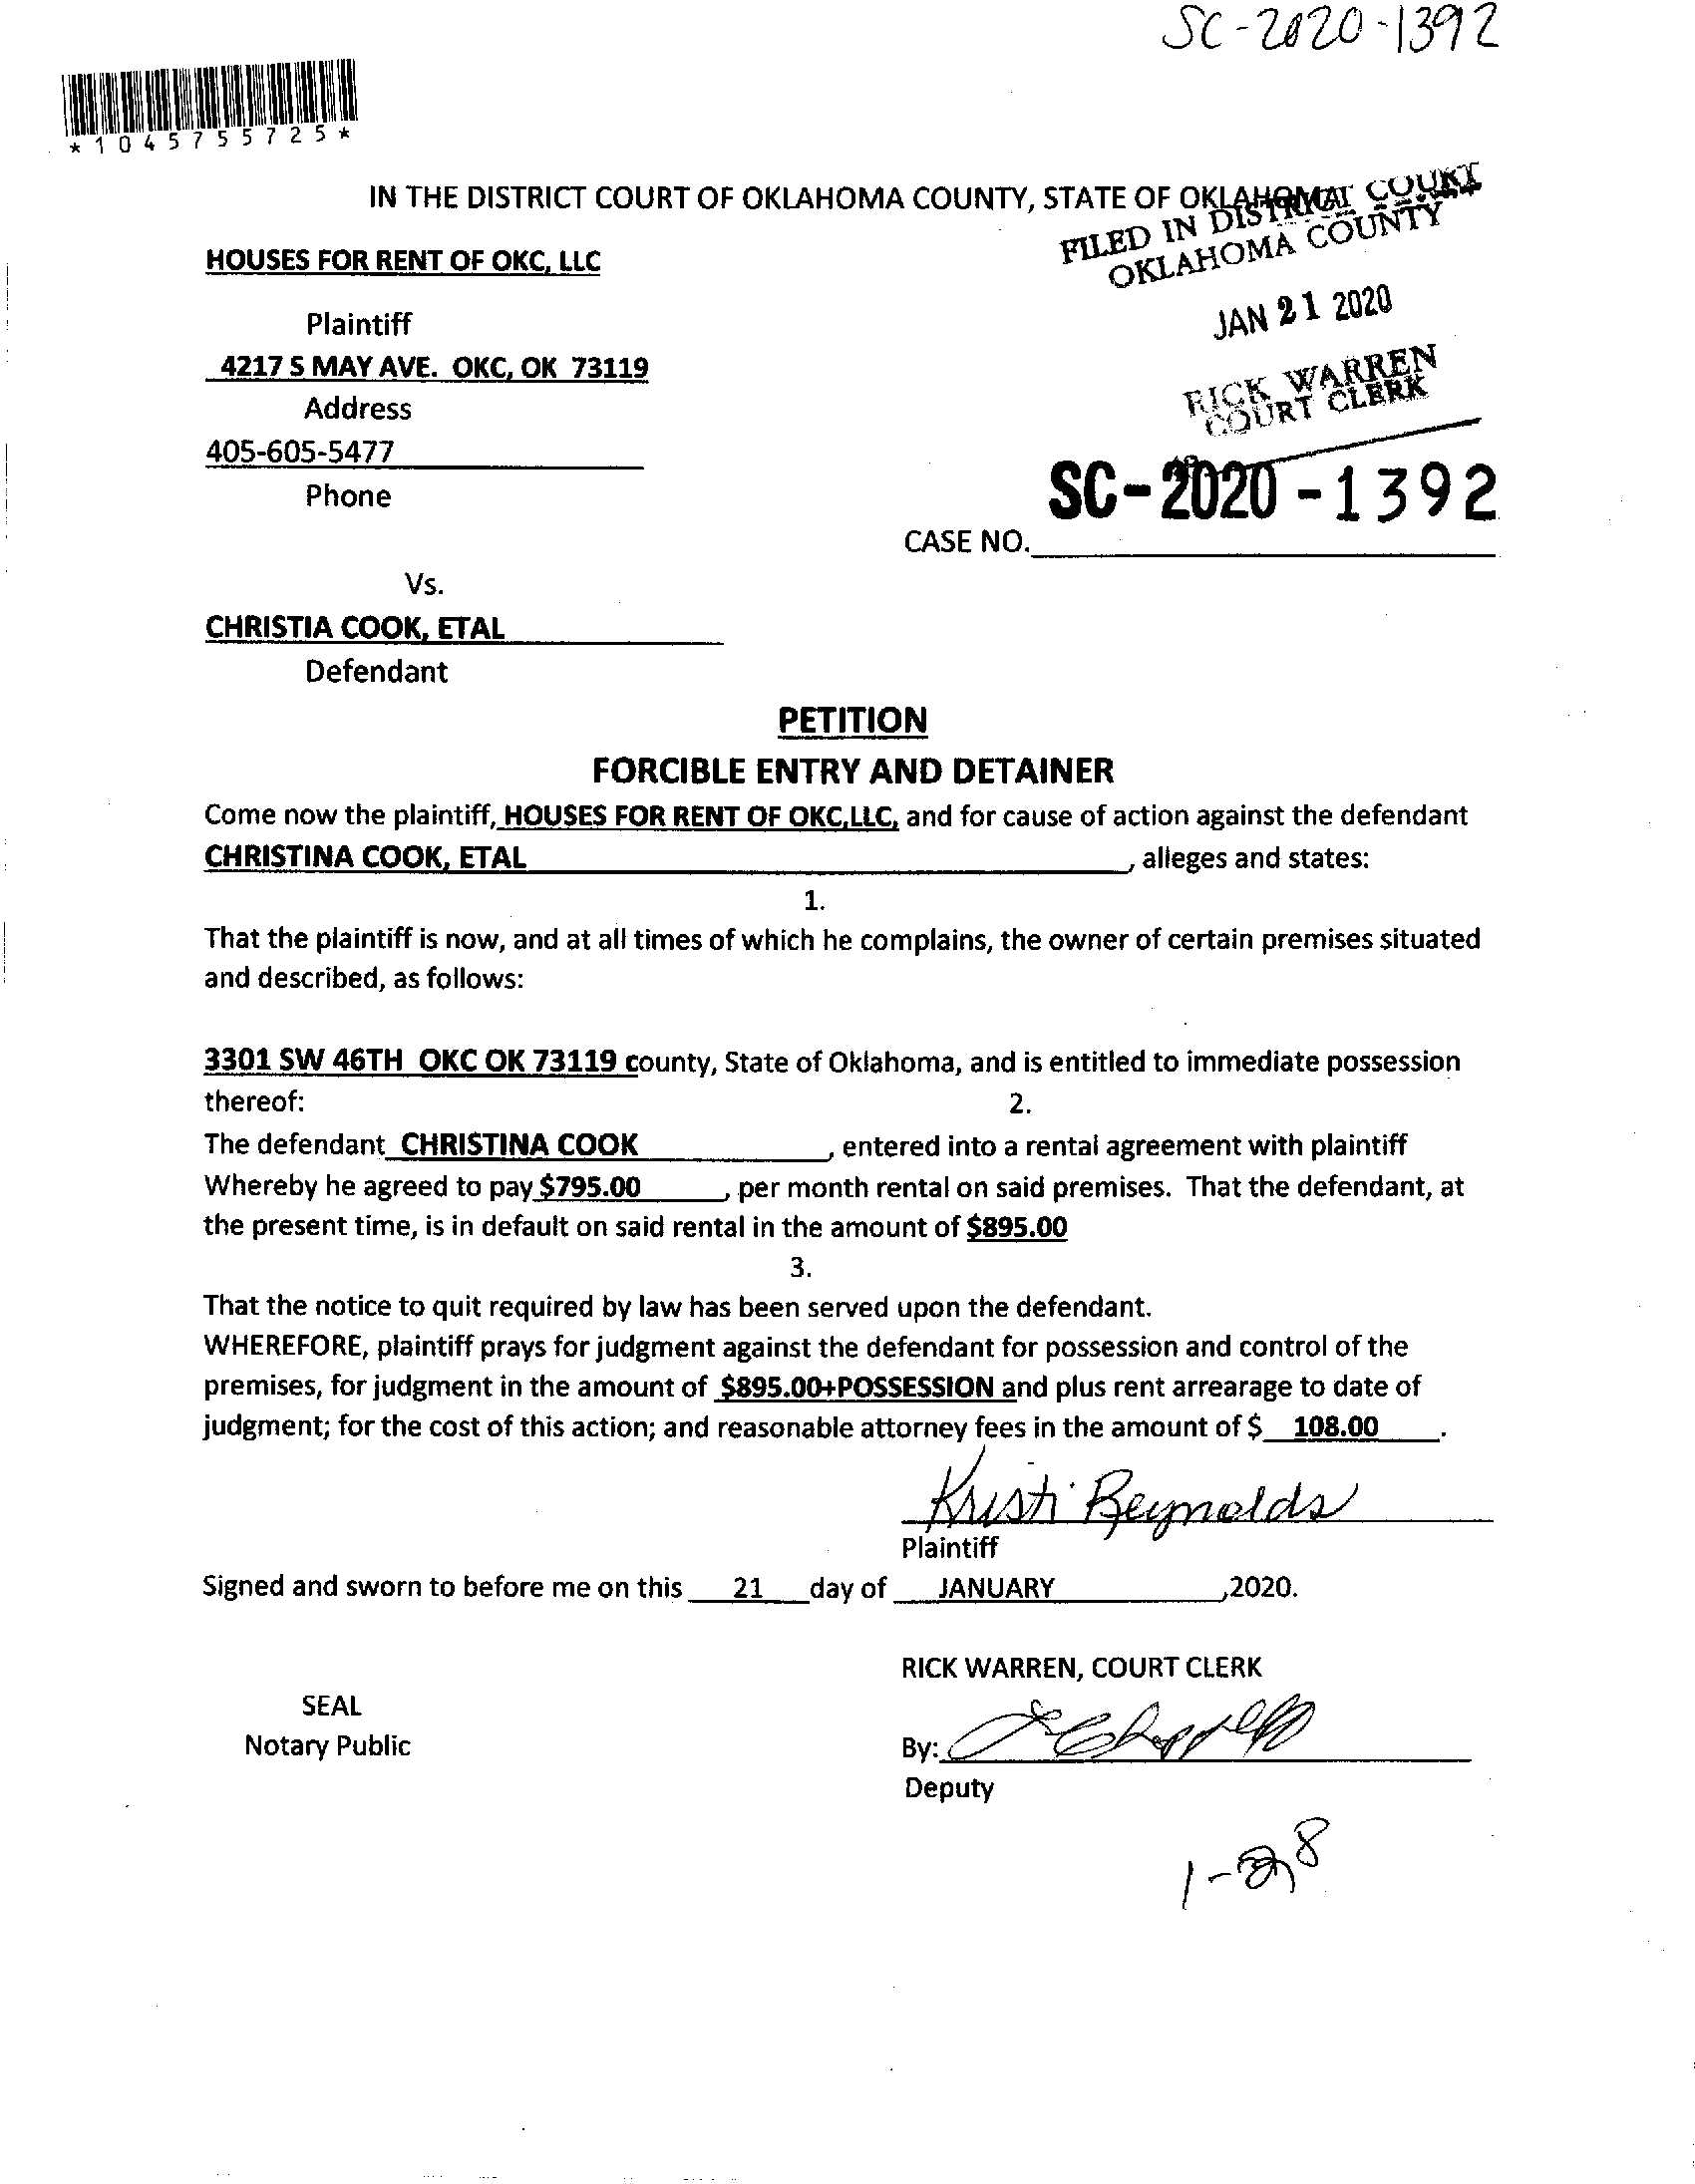 SC-2020-1392
*1045755725*
IN THE DISTRICT COURT OF OKLAHOMA COUNTY, STATE OF OKLAHOMA
FILED IN DISTRICT COURT
OKLAHOMA COUNTY
HOUSES FOR RENT OF OKC, LLC
JAN 21 2020
Plaintiff
4217 S MAY AVE. OKC, OK 73119
RICK WARREN
COURT CLERK
Address
405-605-5477
Phone
SC-2020-1392
CASE NO.
Vs.
CHRISTIA COOK, ETAL
Defendant
PETITION
FORCIBLE ENTRY AND DETAINER
Come now the plaintiff, HOUSES FOR RENT OF OKC,LLC, and for cause of action against the defendant
CHRISTINA COOK, ETAL, alleges and states:
1.
That the plaintiff is now, and at all times of which he complains, the owner of certain premises situated
and described, as follows:
3301 SW 46TH OKC OK 73119 county, State of Oklahoma, and is entitled to immediate possession
thereof: 2.
The defendant CHRISTINA COOK, entered into a rental agreement with plaintiff
Whereby he agreed to pay $795.00, per month rental on said premises. That the defendant, at
the present time, is in default on said rental in the amount of $895.00
3.
That the notice to quit required by law has been served upon the defendant.
WHEREFORE, plaintiff prays for judgment against the defendant for possession and control of the
premises, for judgment in the amount of $895.00+POSSESSION and plus rent arrearage to date of
judgment; for the cost of this action; and reasonable attorney fees in the amount of $ 108.00.
Kristi Reynolds
Plaintiff
Signed and sworn to before me on this 21 day of JANUARY,2020.
RICK WARREN, COURT CLERK
SEAL
Notary Public
By:
Deputy
1-28